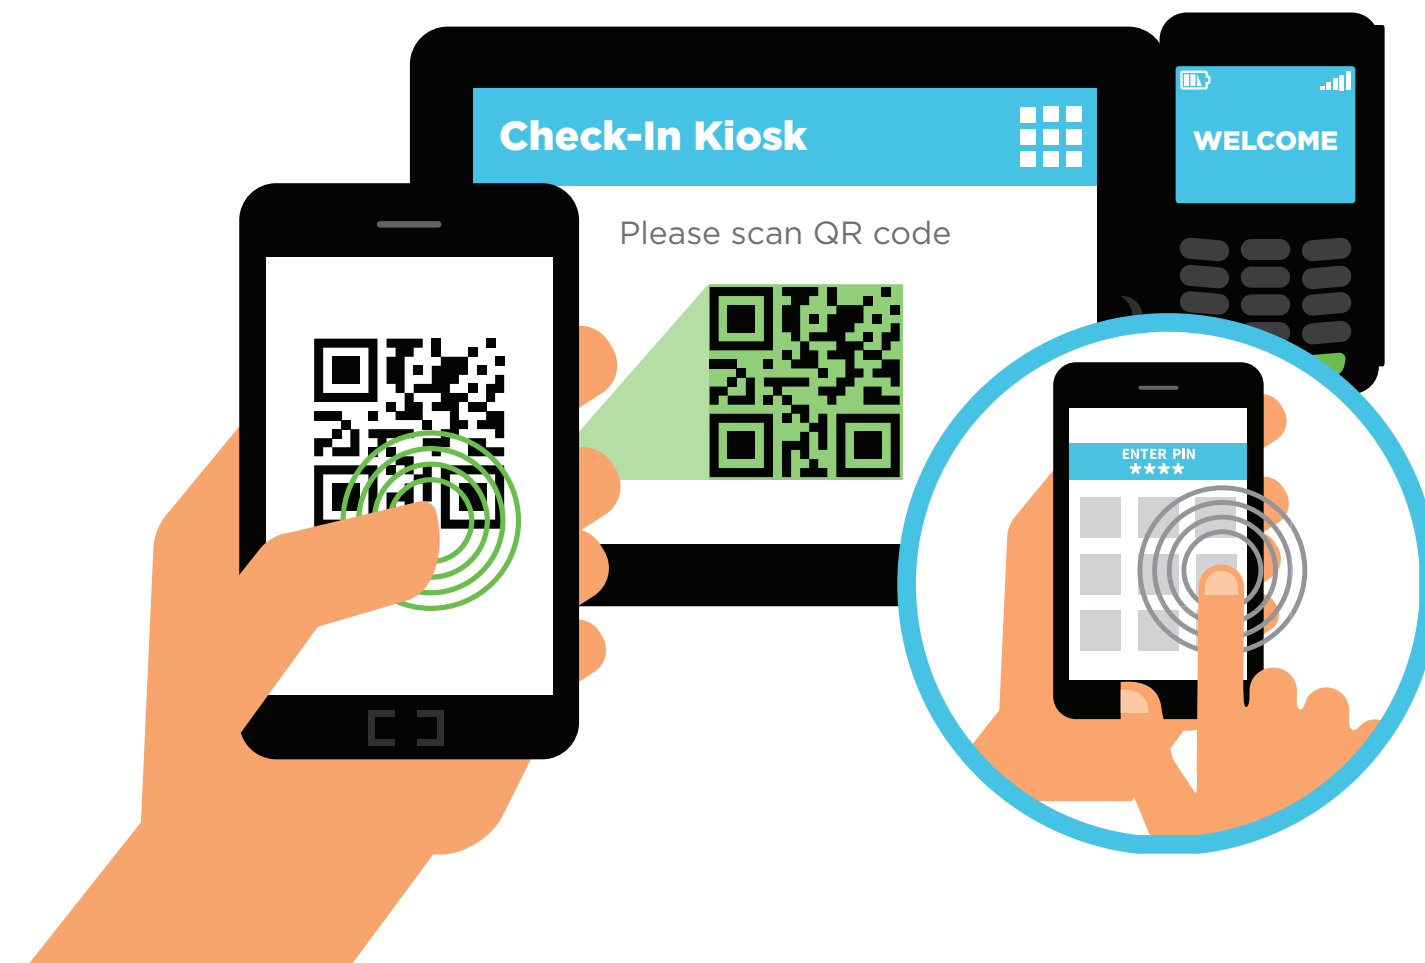 Check-In Kiosk
Please scan QR code
WELCOME
ENTER PIN
****